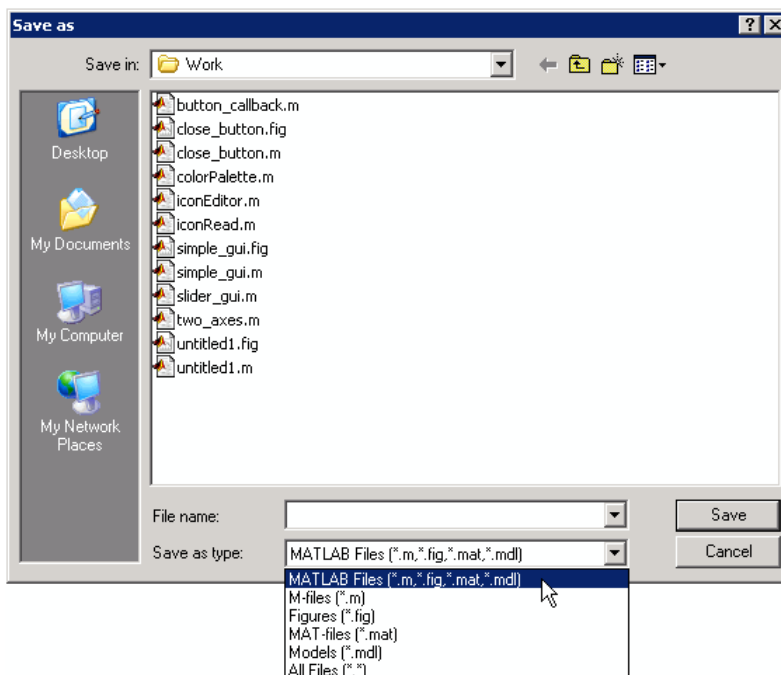 Save as
Save in:
Work
Desktop
My Documents
My Computer
My Network
Places
button_callback.m
close_button.fig
close_button.m
colorPalette.m
iconEditor.m
iconRead.m
simple_gui.fig
simple_gui.m
slider_gui.m
two_axes.m
untitled1.fig
untitled1.m
File name:
Save
Save as type:
MATLAB Files (*.m,*.fig,*.mat,*.mdl)
Cancel
MATLAB Files (*.m,*.fig,*.mat,*.mdl)
M-files (*.m)
Figures (*.fig)
MAT-files (*.mat)
Models (*.mdl)
All Files (*.*)